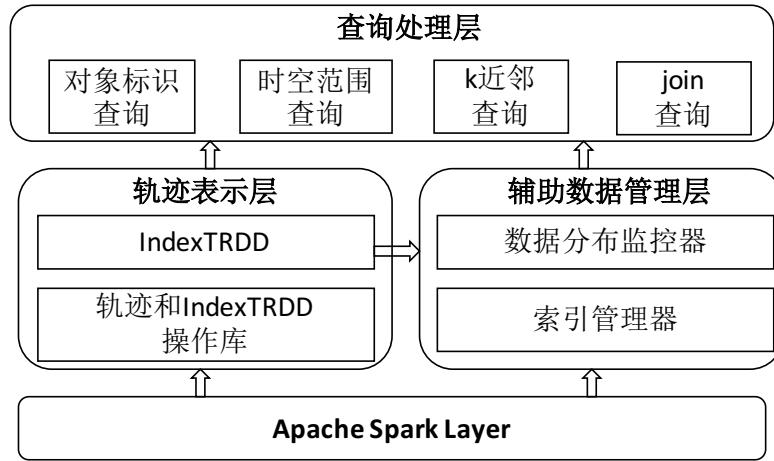 查询处理层
对象标识
查询
时空范围
查询
k近邻
查询
join
查询
轨迹表示层
IndexTRDD
轨迹和IndexTRDD
操作库
辅助数据管理层
数据分布监控器
索引管理器
Apache Spark Layer